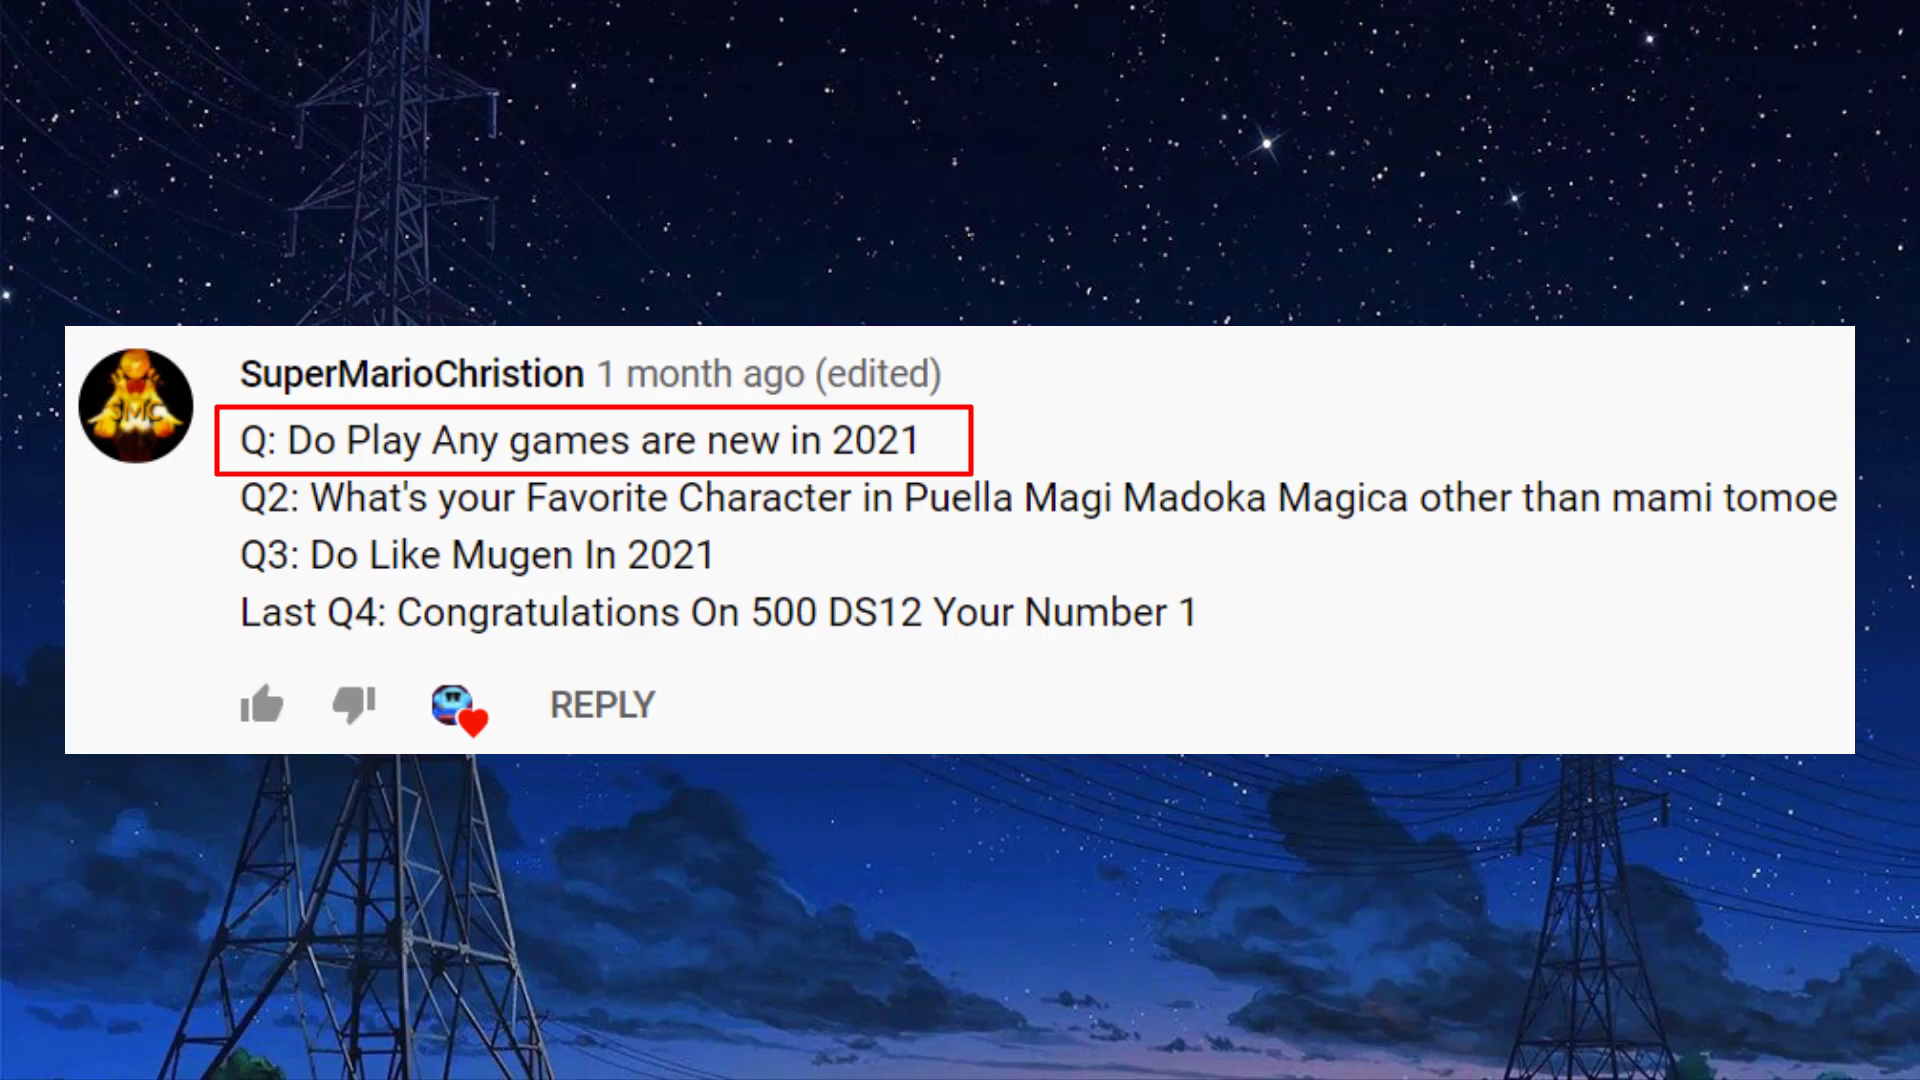 SuperMarioChristion 1 month ago (edited)
SMC
Q: Do Play Any games are new in 2021
Q2: What's your Favorite Character in Puella Magi Madoka Magica other than mami tomoe
Q3: Do Like Mugen In 2021
Last Q4: Congratulations On 500 DS12 Your Number 1
REPLY